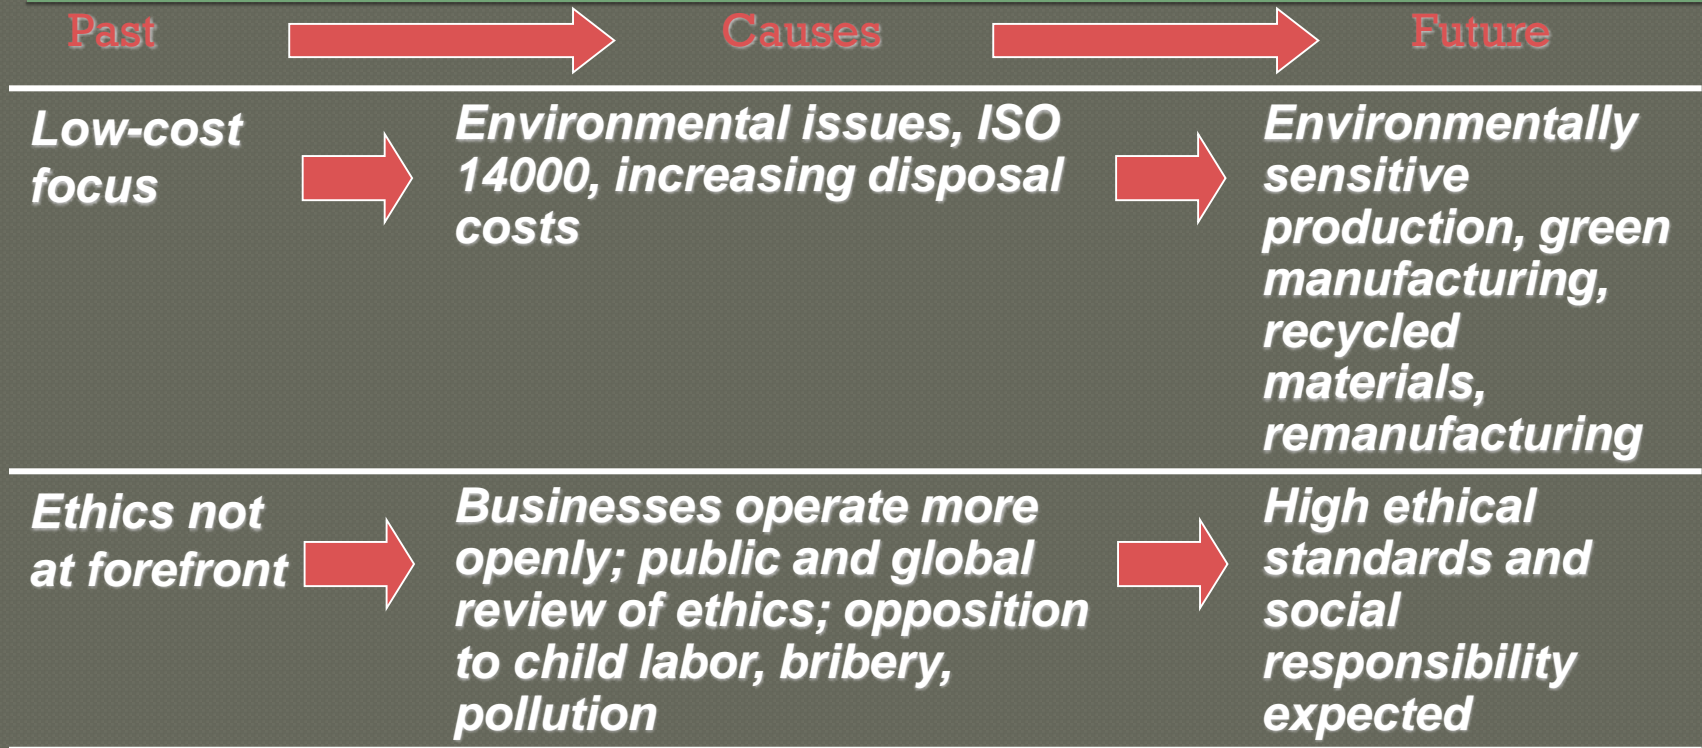 Past
Causes
Future
Low-cost
focus
Environmental issues, ISO
14000, increasing disposal
costs
Environmentally
sensitive
production, green
manufacturing,
recycled
materials,
remanufacturing
Ethics not
at forefront
Businesses operate more
openly; public and global
review of ethics; opposition
to child labor, bribery,
pollution
High ethical
standards and
social
responsibility
expected